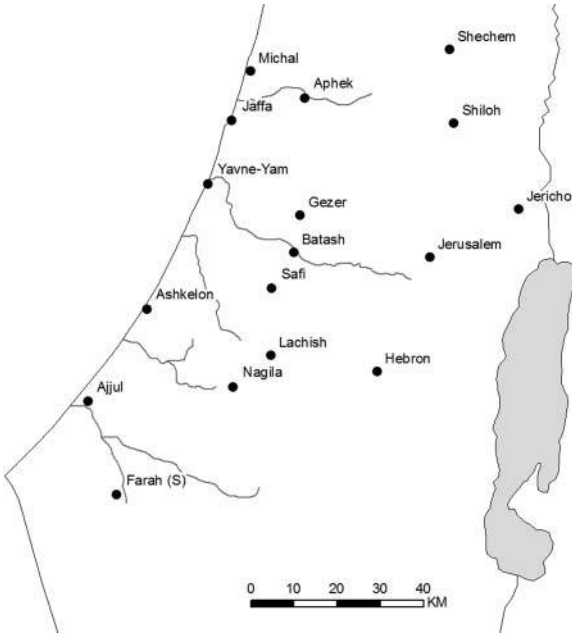 Shechem
Michal
Aphek
Jaffa
Shiloh
Yavne-Yam
Jericho
Gezer
Batash
Jerusalem
Safi
Ashkelon
Lachish
Hebron
Nagila
Ajjul
Farah (S)
0 10 20 30 40
KM